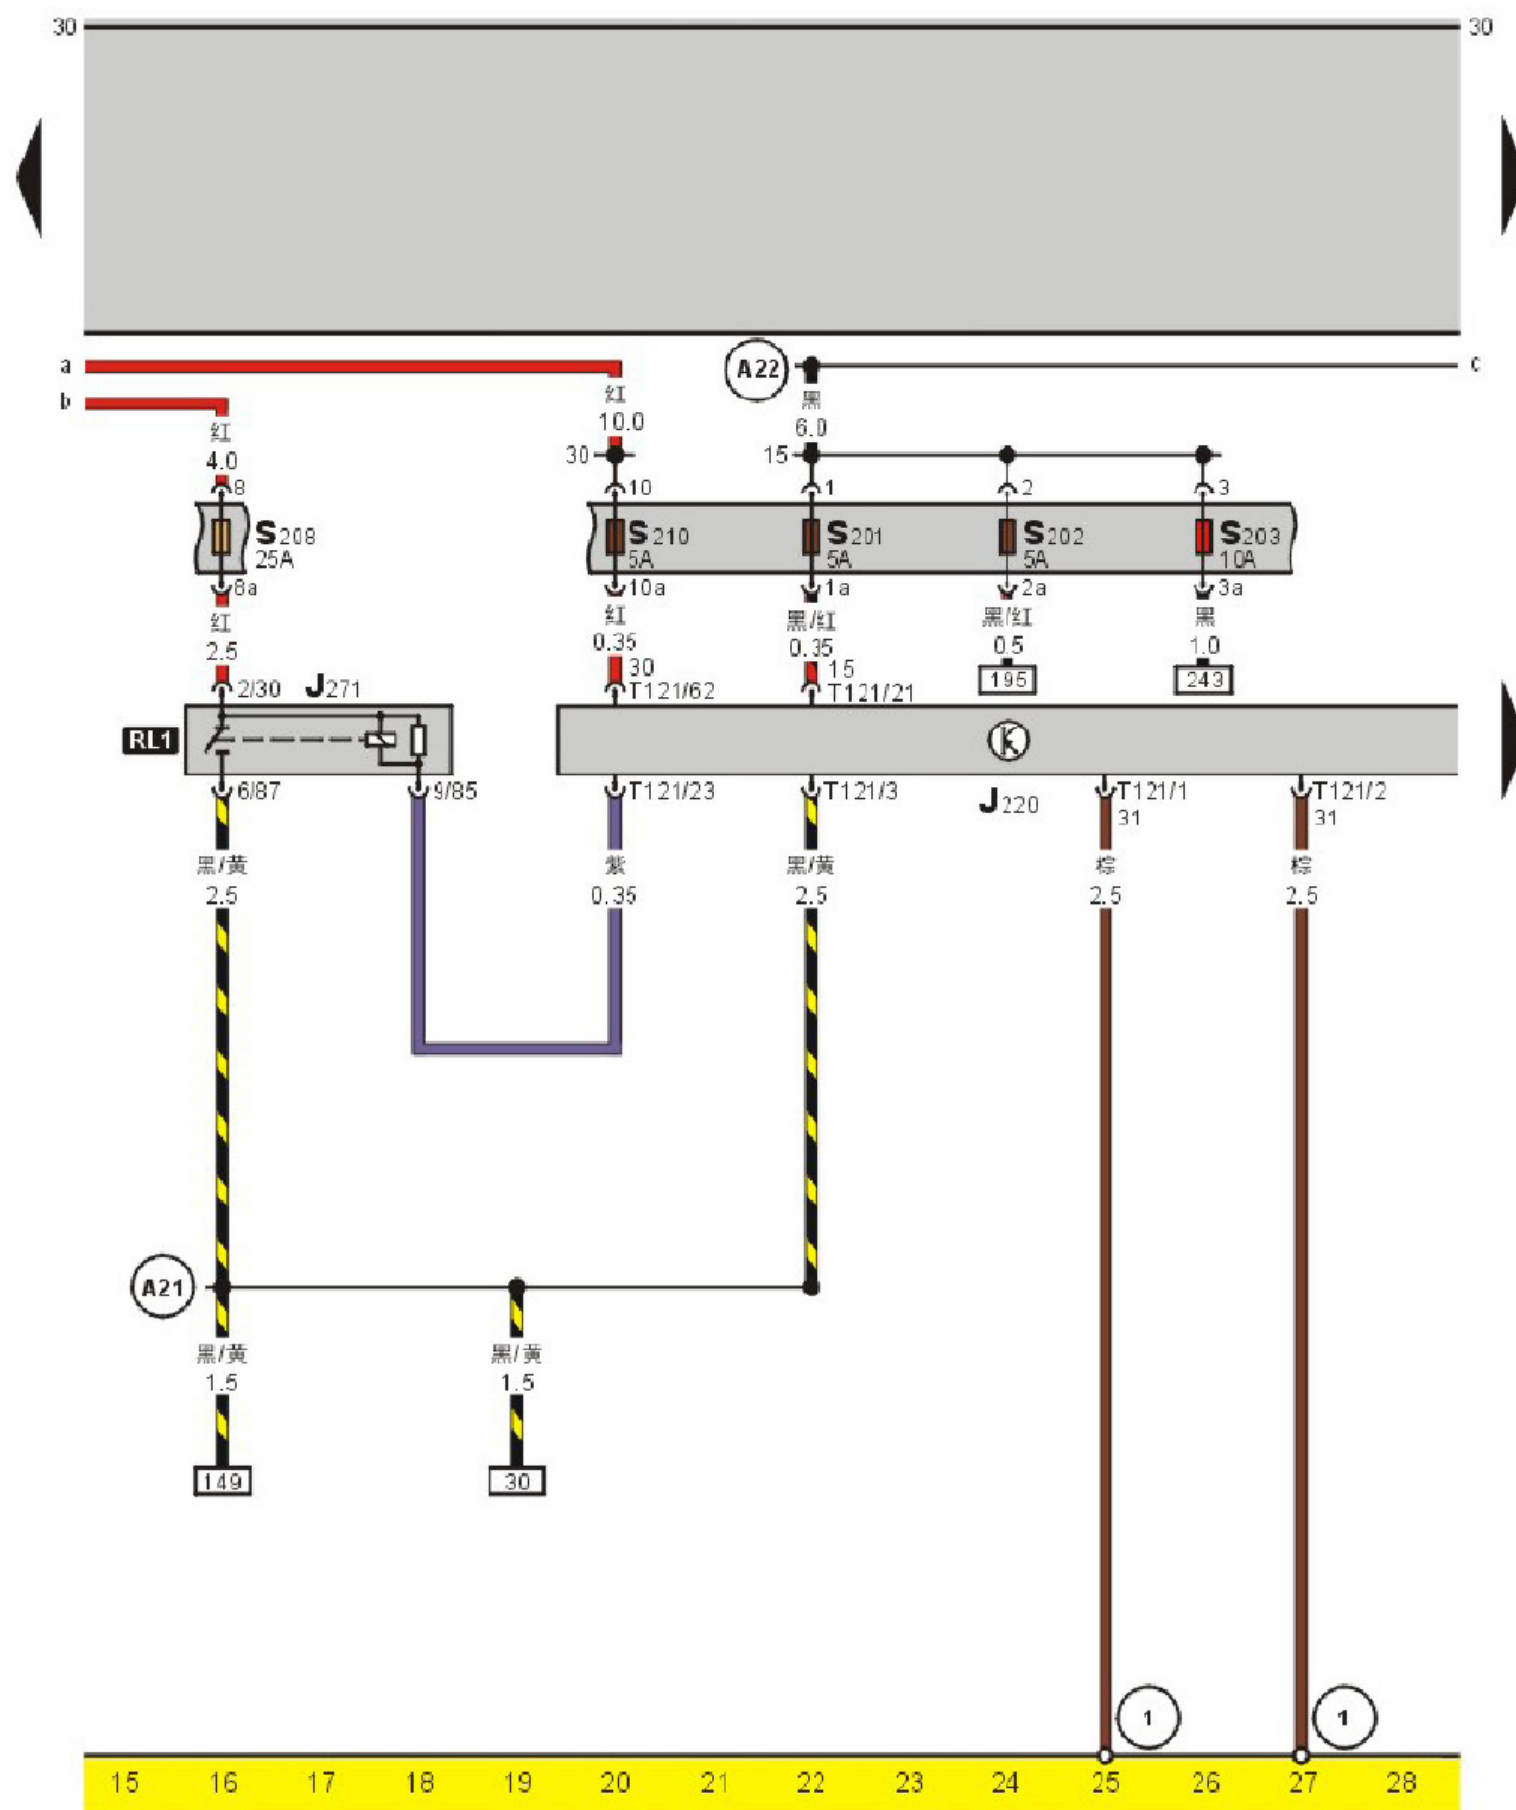 30 30
a A22 c
b
红 10.0
黑 6.0
红 4.0
30 15
8 10 1 2 3
S208 25A S210 5A S201 5A S202 5A S203 10A
8a 10a 1a 2a 3a
红 2.5
红 0.35
黑/红 0.35
黑/红 0.5
黑 1.0
30 15 195 243
2/30 J271 T121/62 T121/21
RL1
6/87 9/85 T121/23 T121/3 J220 T121/1 31 T121/2 31
黑/黄 紫 黑/黄 棕 棕
2.5 0.35 2.5 2.5 2.5
A21
黑/黄 黑/黄
1.5 1.5
149 30
1 1
15 16 17 18 19 20 21 22 23 24 25 26 27 28